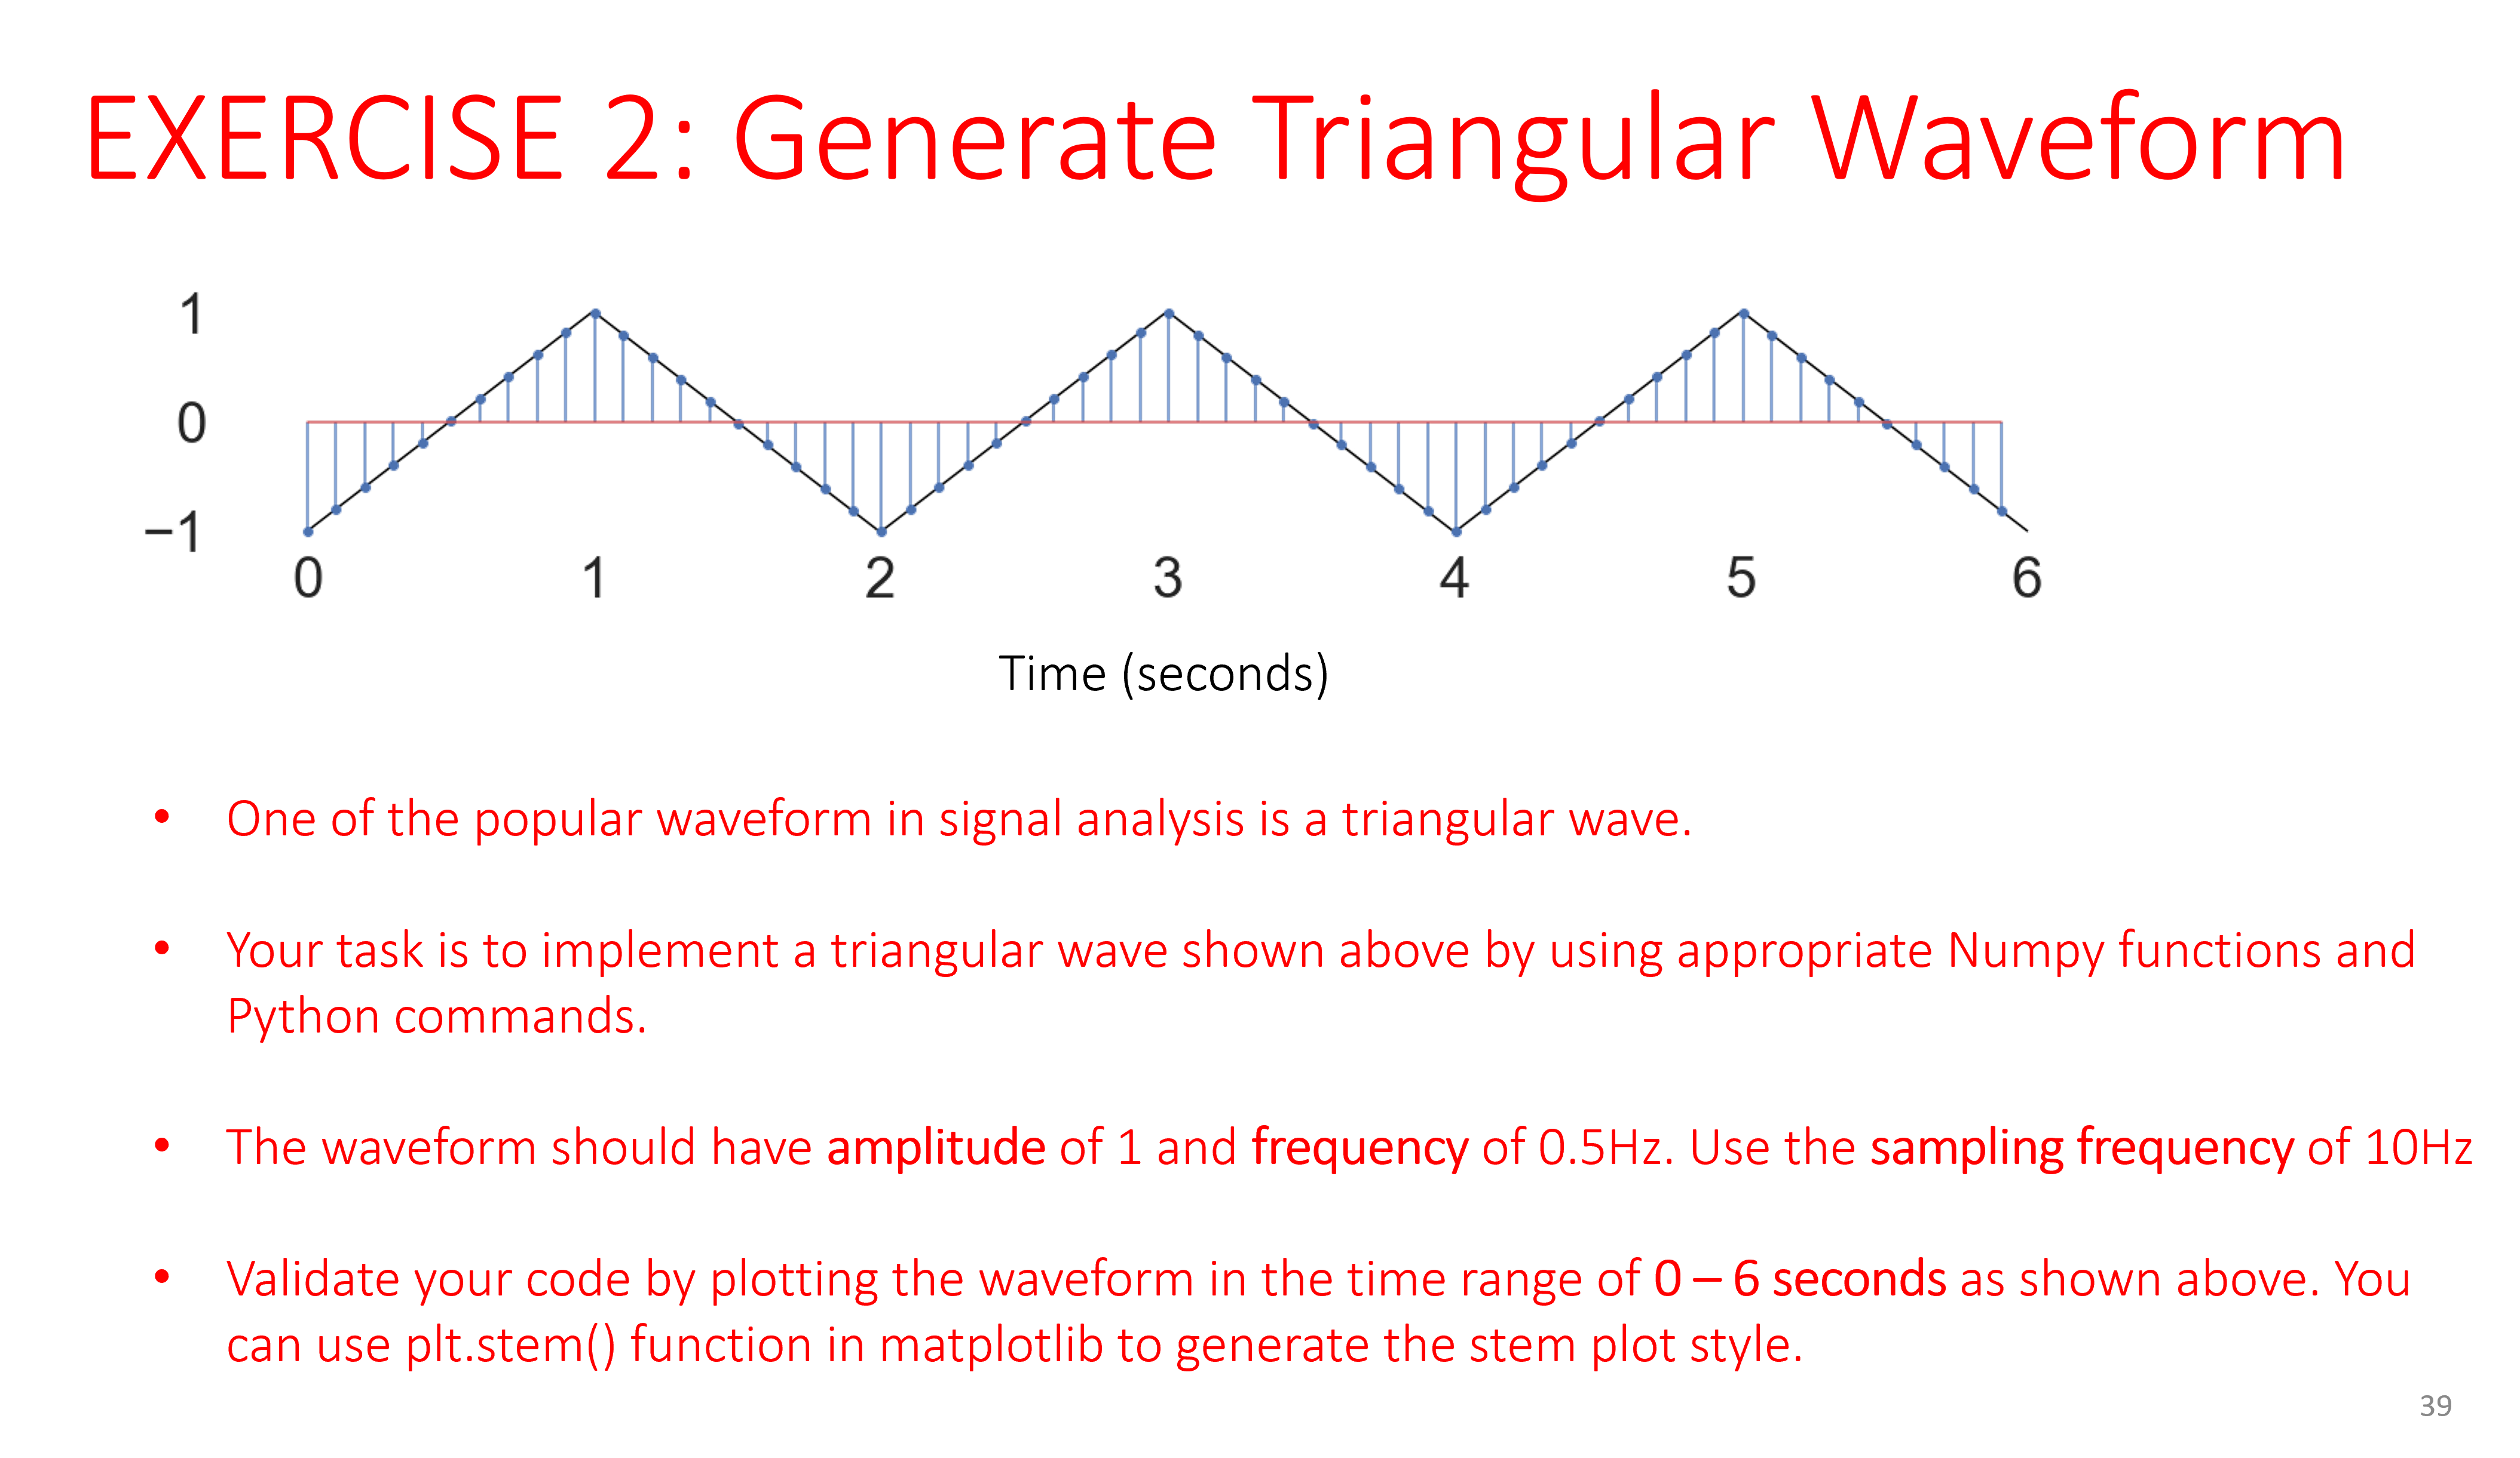 EXERCISE 2: Generate Triangular Waveform
1
0
−1
0 1 2 3 4 5 6
Time (seconds)
• One of the popular waveform in signal analysis is a triangular wave.
• Your task is to implement a triangular wave shown above by using appropriate Numpy functions and
Python commands.
• The waveform should have amplitude of 1 and frequency of 0.5Hz. Use the sampling frequency of 10Hz
• Validate your code by plotting the waveform in the time range of 0 – 6 seconds as shown above. You
can use plt.stem() function in matplotlib to generate the stem plot style.
39